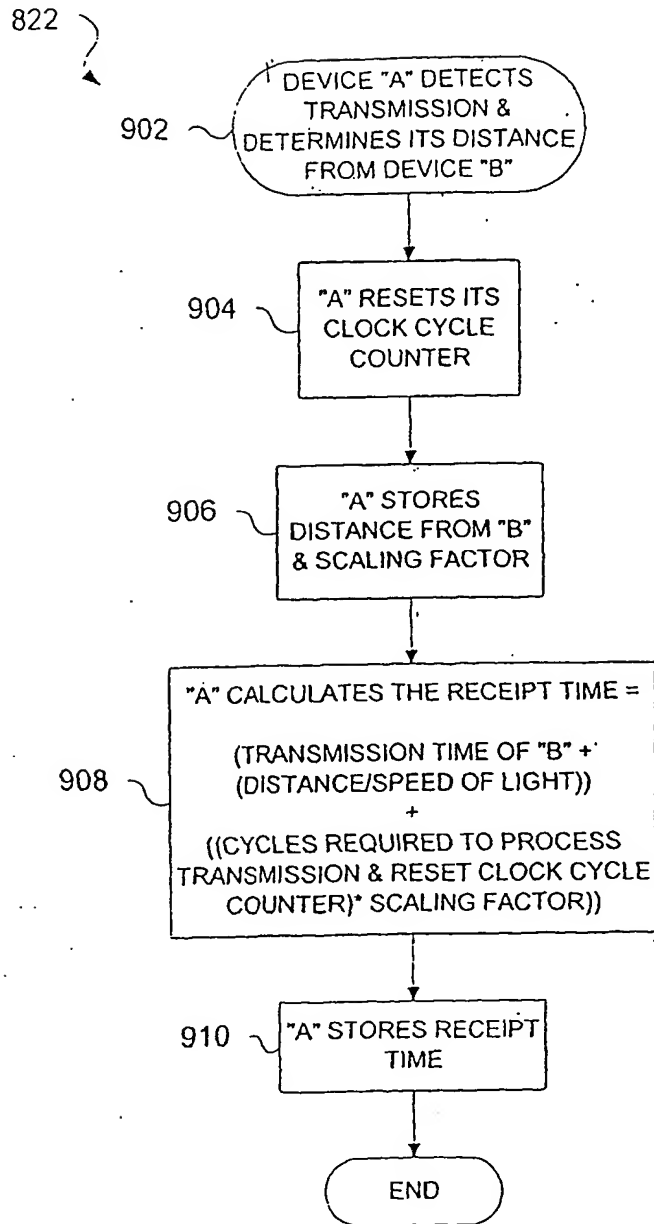 822
902
DEVICE "A" DETECTS
TRANSMISSION &
DETERMINES ITS DISTANCE
FROM DEVICE "B"
904
"A" RESETS ITS
CLOCK CYCLE
COUNTER
906
"A" STORES
DISTANCE FROM "B"
& SCALING FACTOR
908
"A" CALCULATES THE RECEIPT TIME =
(TRANSMISSION TIME OF "B" +
(DISTANCE/SPEED OF LIGHT))
+
((CYCLES REQUIRED TO PROCESS
TRANSMISSION & RESET CLOCK CYCLE
COUNTER)* SCALING FACTOR))
910
"A" STORES RECEIPT
TIME
END